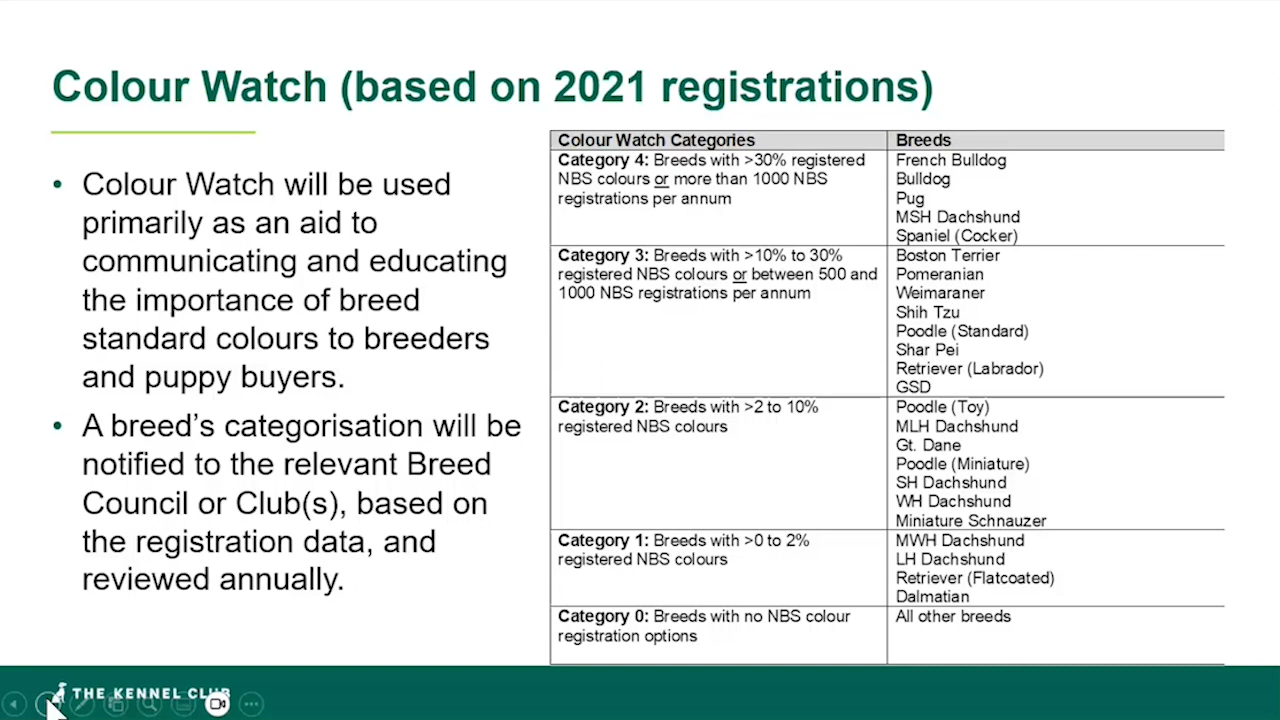 Colour Watch (based on 2021 registrations)
• Colour Watch will be used
primarily as an aid to
communicating and educating
the importance of breed
standard colours to breeders
and puppy buyers.
• A breed’s categorisation will be
notified to the relevant Breed
Council or Club(s), based on
the registration data, and
reviewed annually.
Colour Watch Categories
Breeds
Category 4: Breeds with >30% registered
NBS colours or more than 1000 NBS
registrations per annum
French Bulldog
Bulldog
Pug
MSH Dachshund
Spaniel (Cocker)
Category 3: Breeds with >10% to 30%
registered NBS colours or between 500 and
1000 NBS registrations per annum
Boston Terrier
Pomeranian
Weimaraner
Shih Tzu
Poodle (Standard)
Shar Pei
Retriever (Labrador)
GSD
Category 2: Breeds with >2 to 10%
registered NBS colours
Poodle (Toy)
MLH Dachshund
Gt. Dane
Poodle (Miniature)
SH Dachshund
WH Dachshund
Miniature Schnauzer
Category 1: Breeds with >0 to 2%
registered NBS colours
MWH Dachshund
LH Dachshund
Retriever (Flatcoated)
Dalmatian
Category 0: Breeds with no NBS colour
registration options
All other breeds
THE KENNEL CLUB